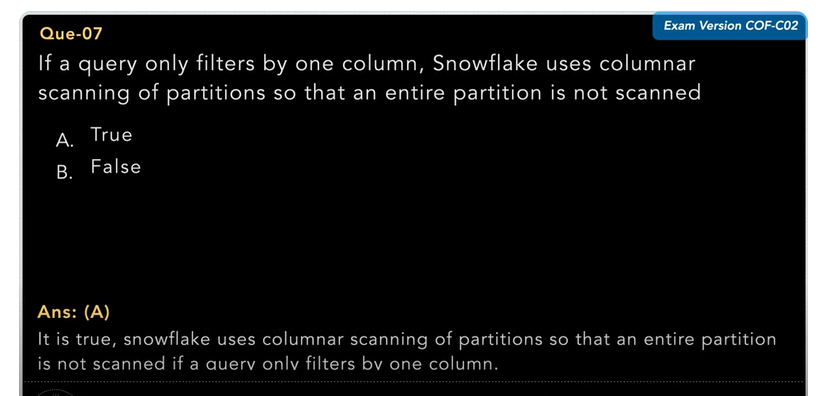 Exam Version COF-C02
Que-07
If a query only filters by one column, Snowflake uses columnar
scanning of partitions so that an entire partition is not scanned
A. True
B. False
Ans: (A)
It is true, snowflake uses columnar scanning of partitions so that an entire partition
is not scanned if a query only filters by one column.